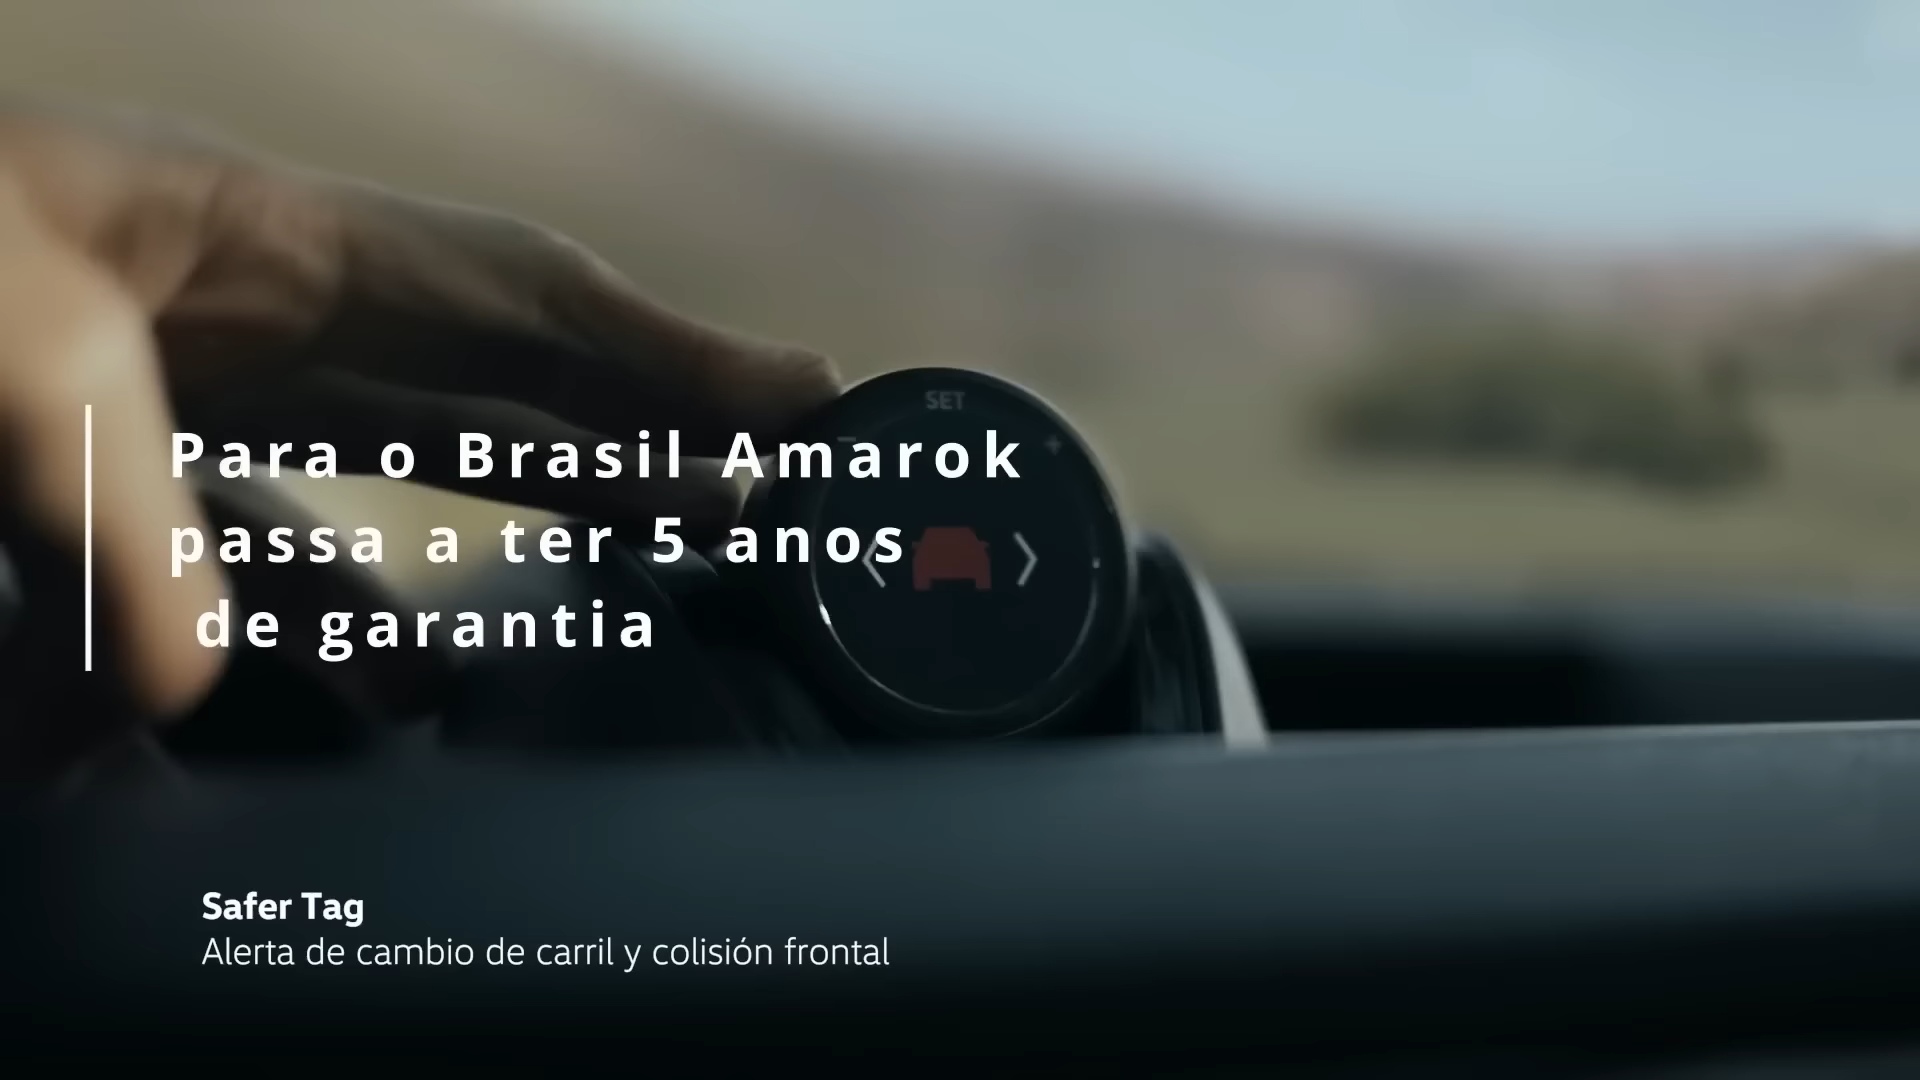 SET
Para o Brasil Amarok
passa a ter 5 anos
de garantia
Safer Tag
Alerta de cambio de carril y colisión frontal